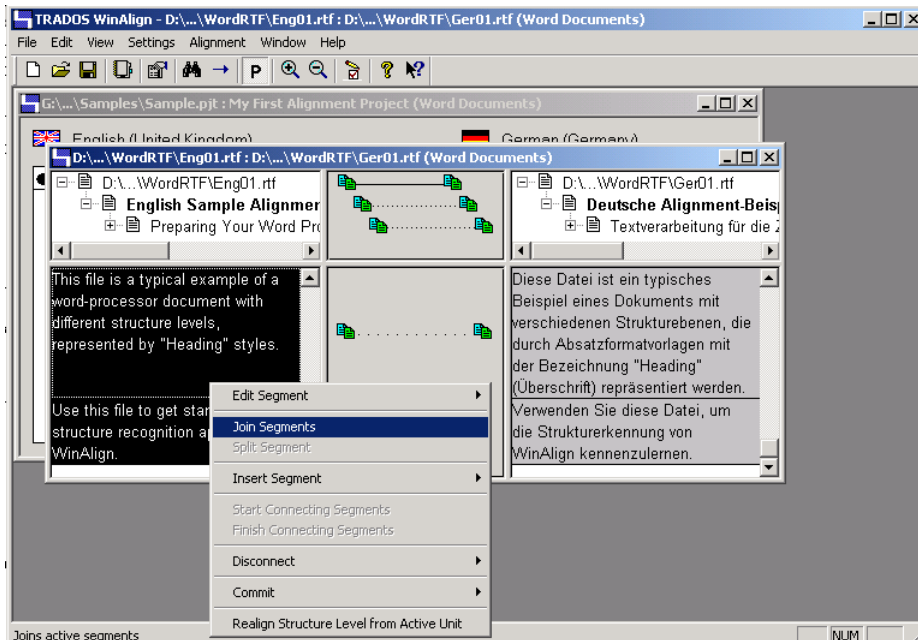 TRADOS WinAlign - D:\...\WordRTF\Eng01.rtf : D:\...\WordRTF\Ger01.rtf (Word Documents)
File Edit View Settings Alignment Window Help
P
G:\...\Samples\Sample.pjt : My First Alignment Project (Word Documents)
English (United Kingdom) German (Germany)
D:\...\WordRTF\Eng01.rtf : D:\...\WordRTF\Ger01.rtf (Word Documents)
D:\...\WordRTF\Eng01.rtf
English Sample Alignmer
Preparing Your Word Pro
D:\...\WordRTF\Ger01.rtf
Deutsche Alignment-Beis
Textverarbeitung für die
This file is a typical example of a
word-processor document with
different structure levels,
represented by "Heading" styles.
Use this file to get star
structure recognition a
WinAlign.
Diese Datei ist ein typisches
Beispiel eines Dokuments mit
verschiedenen Strukturebenen, die
durch Absatzformatvorlagen mit
der Bezeichnung "Heading"
(Überschrift) repräsentiert werden.
Verwenden Sie diese Datei, um
die Strukturerkennung von
WinAlign kennenzulernen.
Edit Segment
Join Segments
Split Segment
Insert Segment
Start Connecting Segments
Finish Connecting Segments
Disconnect
Commit
Realign Structure Level from Active Unit
Joins active segments NUM